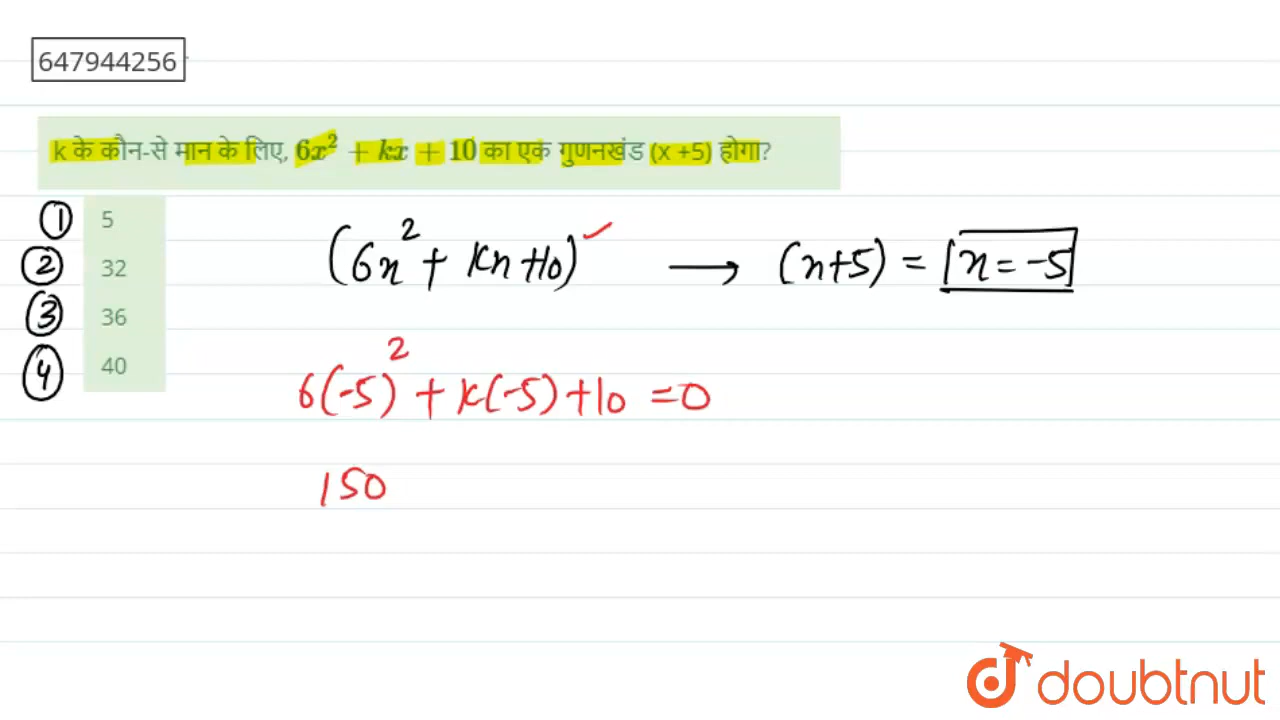 647944256
k के कौन-से मान के लिए, 6x² + kx + 10 का एक गुणनखंड (x +5) होगा?
① 5
② 32
③ 36
④ 40
(6x² + kx + 10) ✓ → (x+5) = x = -5
6(-5)² + k(-5) + 10 = 0
150
doubtnut